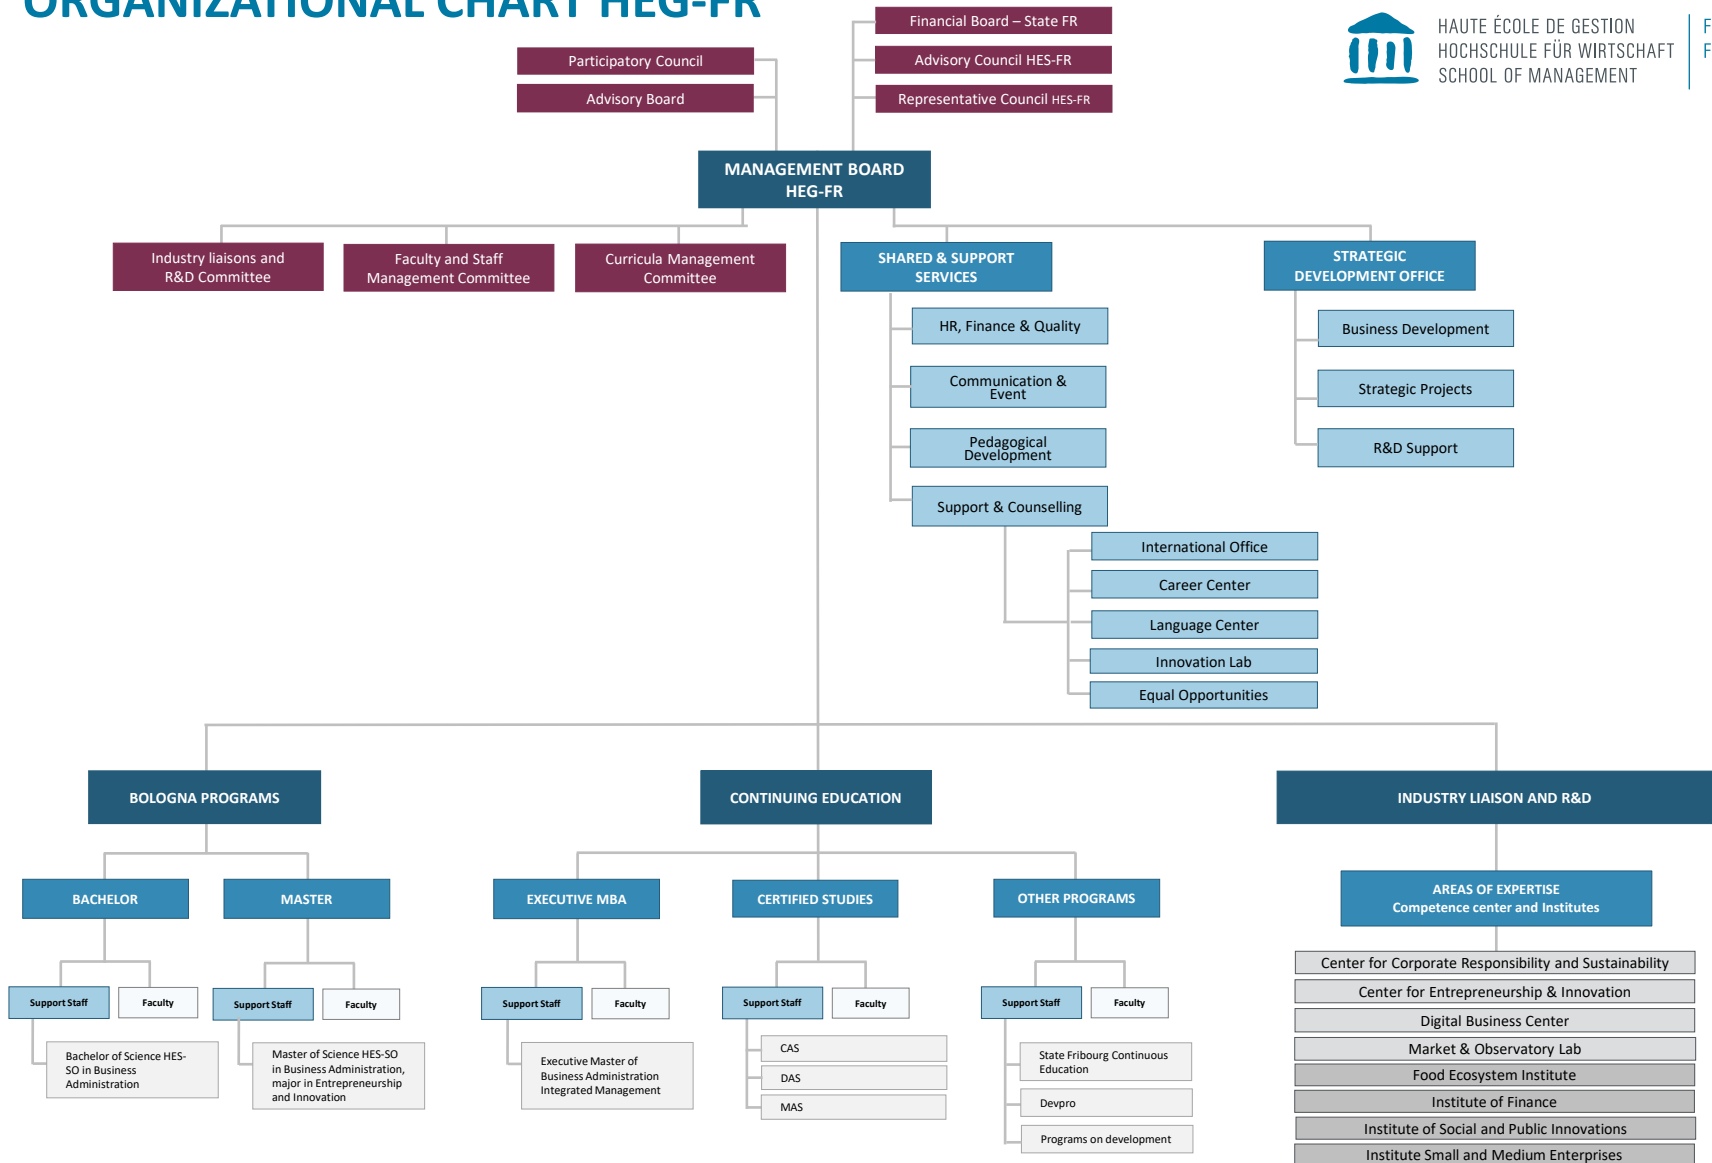 ORGANIZATIONAL CHART HEG-FR
HAUTE ÉCOLE DE GESTION
HOCHSCHULE FÜR WIRTSCHAFT
SCHOOL OF MANAGEMENT
F
F
Participatory Council
Advisory Board
Financial Board – State FR
Advisory Council HES-FR
Representative Council HES-FR
MANAGEMENT BOARD
HEG-FR
Industry liaisons and
R&D Committee
Faculty and Staff
Management Committee
Curricula Management
Committee
SHARED & SUPPORT
SERVICES
HR, Finance & Quality
Communication &
Event
Pedagogical
Development
Support & Counselling
International Office
Career Center
Language Center
Innovation Lab
Equal Opportunities
STRATEGIC
DEVELOPMENT OFFICE
Business Development
Strategic Projects
R&D Support
BOLOGNA PROGRAMS
BACHELOR
Support Staff
Faculty
Bachelor of Science HES-
SO in Business
Administration
MASTER
Support Staff
Faculty
Master of Science HES-SO
in Business Administration,
major in Entrepreneurship
and Innovation
CONTINUING EDUCATION
EXECUTIVE MBA
Support Staff
Faculty
Executive Master of
Business Administration
Integrated Management
CERTIFIED STUDIES
Support Staff
Faculty
CAS
DAS
MAS
OTHER PROGRAMS
Support Staff
Faculty
State Fribourg Continuous
Education
Devpro
Programs on development
INDUSTRY LIAISON AND R&D
AREAS OF EXPERTISE
Competence center and Institutes
Center for Corporate Responsibility and Sustainability
Center for Entrepreneurship & Innovation
Digital Business Center
Market & Observatory Lab
Food Ecosystem Institute
Institute of Finance
Institute of Social and Public Innovations
Institute Small and Medium Enterprises